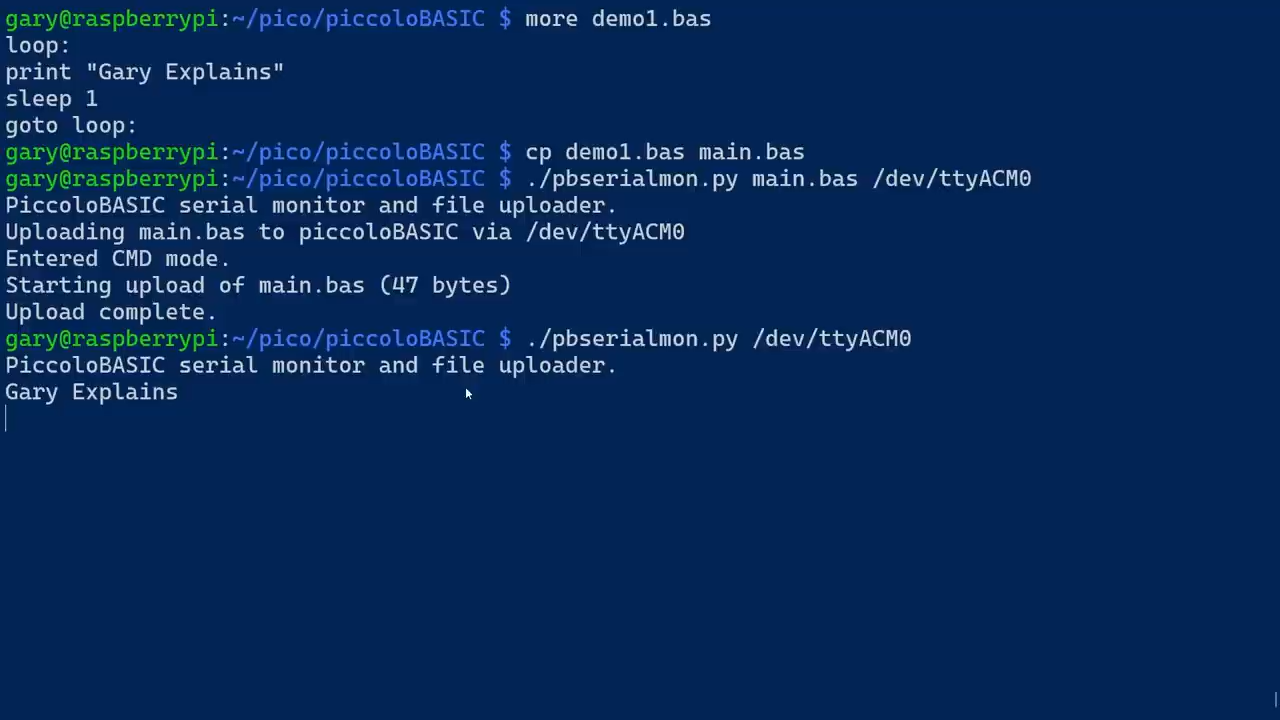 gary@raspberrypi:~/pico/piccoloBASIC $ more demo1.bas
loop:
print "Gary Explains"
sleep 1
goto loop:
gary@raspberrypi:~/pico/piccoloBASIC $ cp demo1.bas main.bas
gary@raspberrypi:~/pico/piccoloBASIC $ ./pbserialmon.py main.bas /dev/ttyACM0
PiccoloBASIC serial monitor and file uploader.
Uploading main.bas to piccoloBASIC via /dev/ttyACM0
Entered CMD mode.
Starting upload of main.bas (47 bytes)
Upload complete.
gary@raspberrypi:~/pico/piccoloBASIC $ ./pbserialmon.py /dev/ttyACM0
PiccoloBASIC serial monitor and file uploader.
Gary Explains